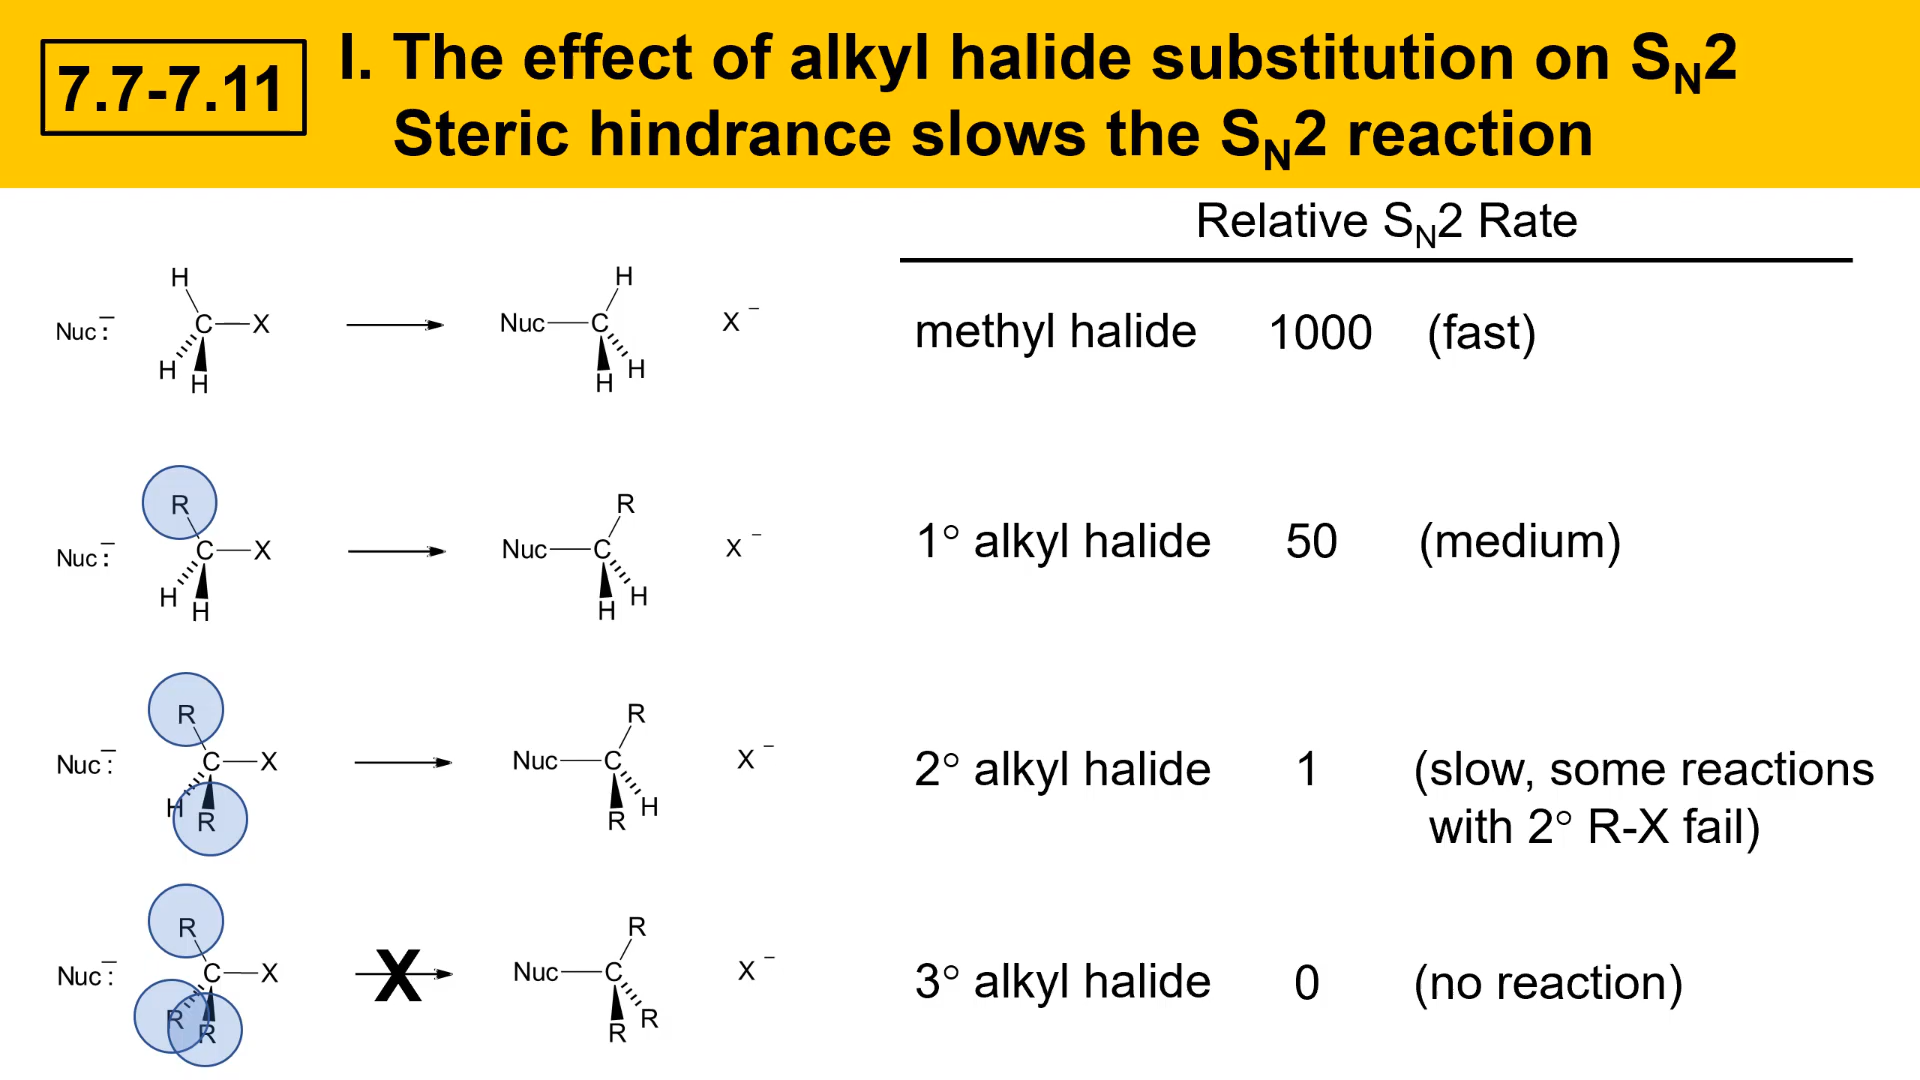 7.7-7.11
I. The effect of alkyl halide substitution on SN2
Steric hindrance slows the SN2 reaction
Relative SN2 Rate
H
Nuc:⁻ C X H H
Nuc C H H H
X⁻
methyl halide 1000 (fast)
R
Nuc:⁻ C X H H
Nuc C R H H
X⁻
1° alkyl halide 50 (medium)
R
Nuc:⁻ C X H R
Nuc C R R H
X⁻
2° alkyl halide 1 (slow, some reactions
with 2° R-X fail)
R
Nuc:⁻ C X R R
X
Nuc C R R R
X⁻
3° alkyl halide 0 (no reaction)